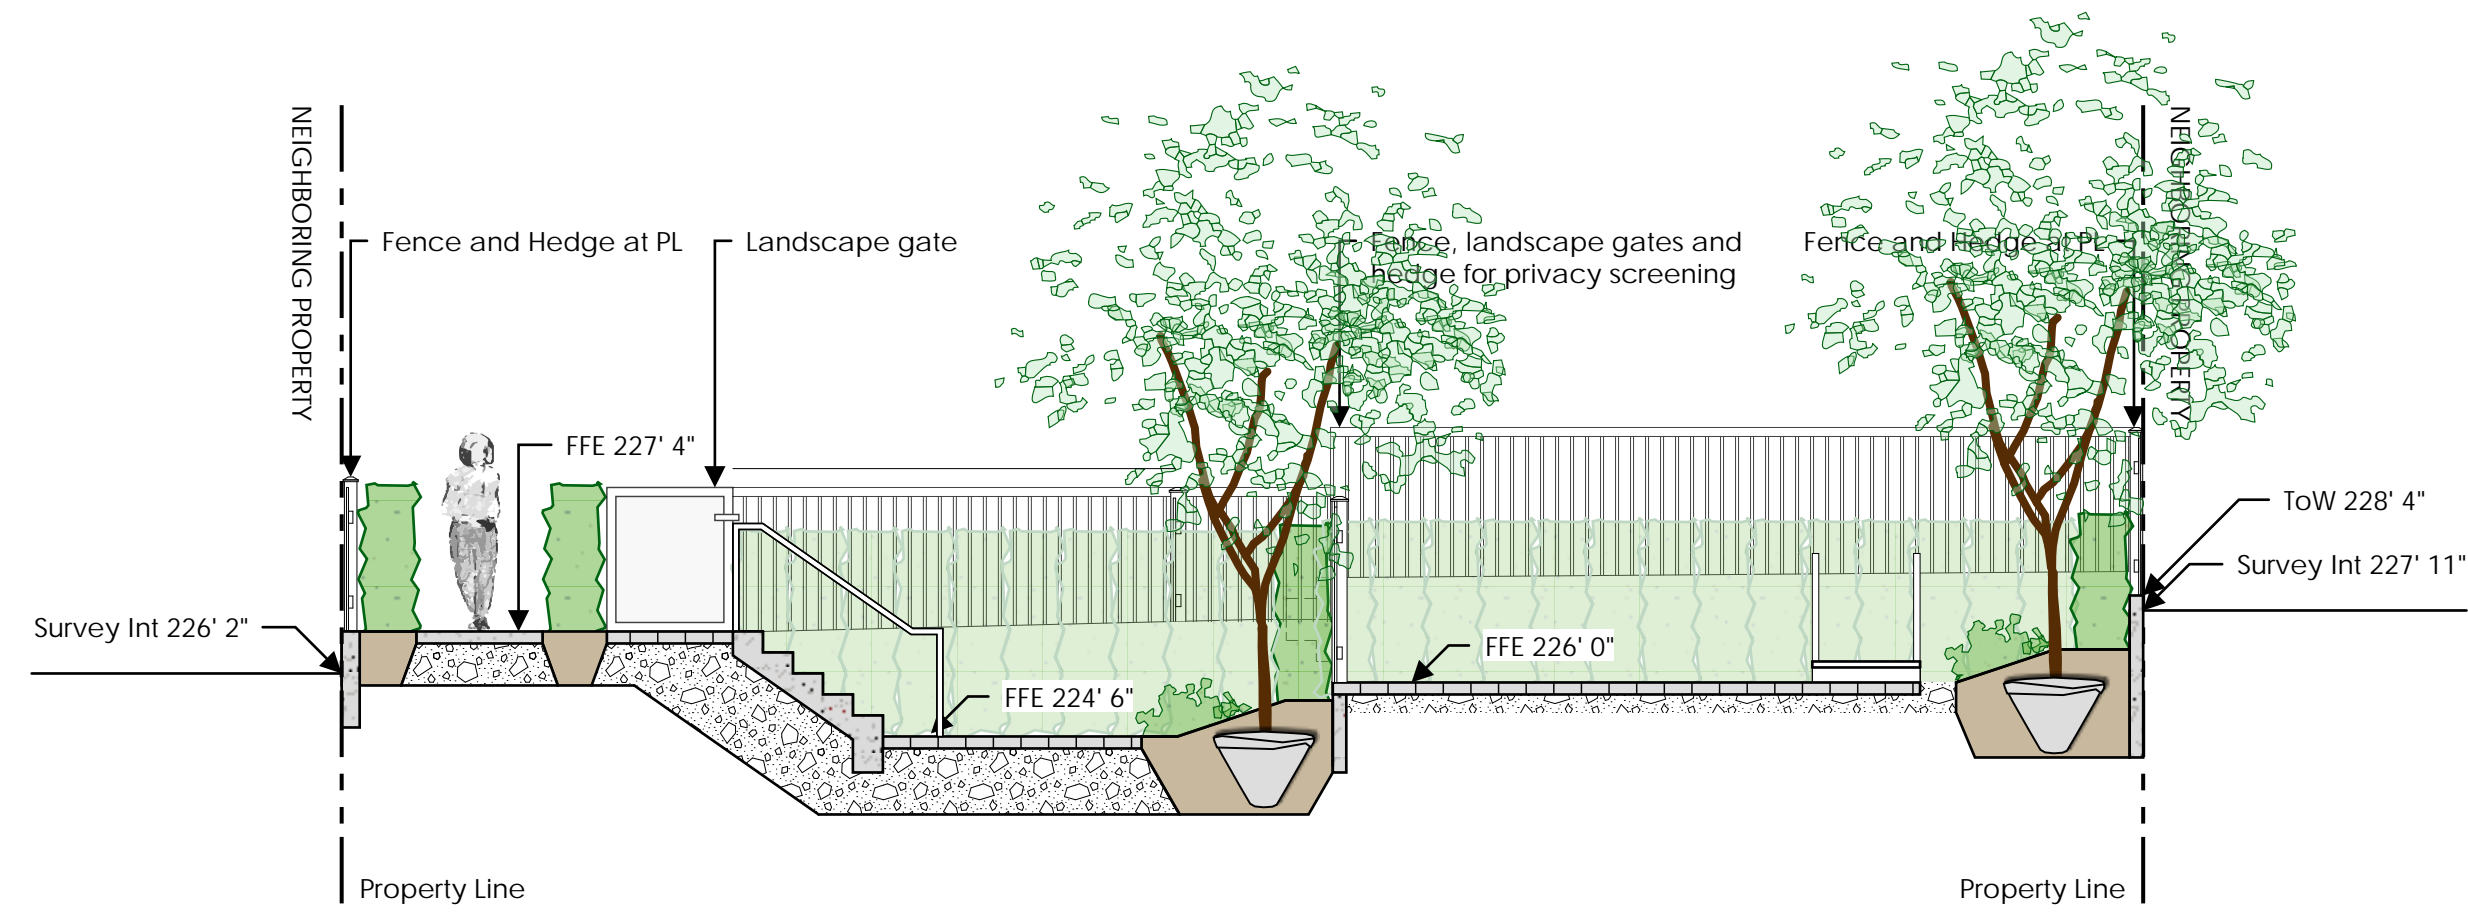 NEIGHBORING PROPERTY
NEIGHBORING PROPERTY
Fence and Hedge at PL
Landscape gate
Fence, landscape gates and
hedge for privacy screening
Fence and Hedge at PL
FFE 227' 4"
ToW 228' 4"
Survey Int 227' 11"
Survey Int 226' 2"
FFE 226' 0"
FFE 224' 6"
Property Line
Property Line